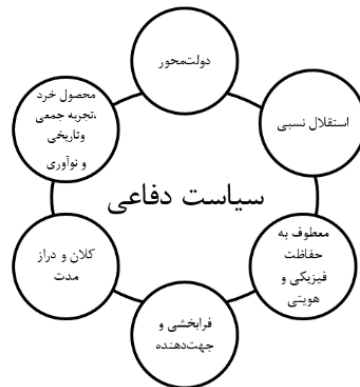 دولت‌محور
استقلال نسبی
معطوف به
حفاظت
فیزیکی و
هویتی
فرابخشی و
جهت‌دهنده
کلان و دراز
مدت
محصول خرد
،تجربه جمعی
وتاریخی
و نوآوری
سیاست دفاعی